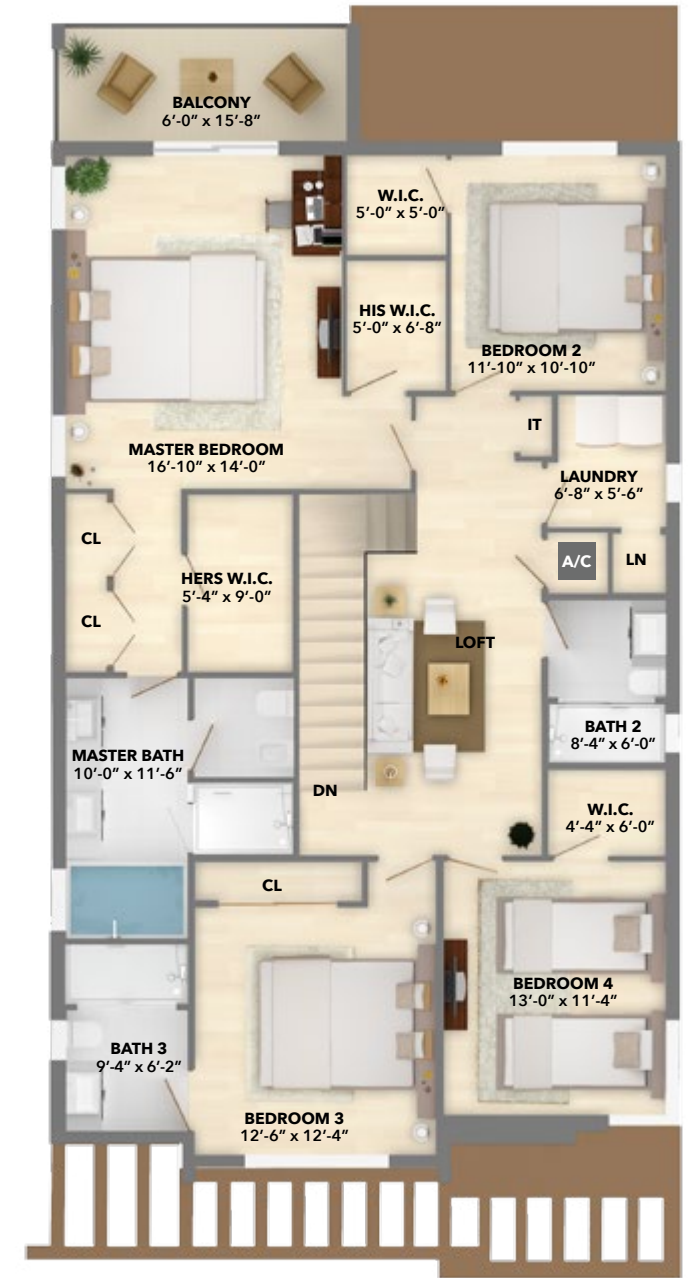 BALCONY
6'-0" x 15'-8"
W.I.C.
5'-0" x 5'-0"
HIS W.I.C.
5'-0" x 6'-8"
BEDROOM 2
11'-10" x 10'-10"
IT
MASTER BEDROOM
16'-10" x 14'-0"
LAUNDRY
6'-8" x 5'-6"
CL
A/C
LN
HERS W.I.C.
5'-4" x 9'-0"
CL
LOFT
BATH 2
8'-4" x 6'-0"
MASTER BATH
10'-0" x 11'-6"
DN
W.I.C.
4'-4" x 6'-0"
CL
BEDROOM 4
13'-0" x 11'-4"
BATH 3
9'-4" x 6'-2"
BEDROOM 3
12'-6" x 12'-4"